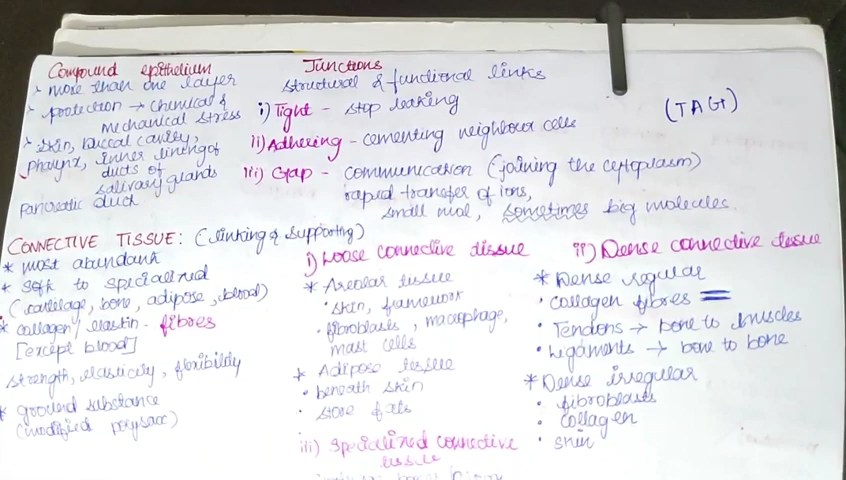 Compound epithelium
> more than one layer
> protection → chemical &
mechanical stress
> skin, buccal cavity,
pharynx, inner lining of
ducts of
salivary glands
pancreatic duct
Junctions
structural & functional links
i) Tight - stop leaking
ii) Adhering - cementing neighbour cells
iii) Gap - communication (joining the cytoplasm)
rapid transfer of ions,
small mol, sometimes big molecules.
(TAG)
CONNECTIVE TISSUE: (linking & supporting)
* most abundant
* soft to specialized
(cartilage, bone, adipose, blood)
* collagen / elastin - fibres
[except blood]
strength, elasticity, flexibility
* ground substance
(modified polysacc)
i) Loose connective tissue
* Areolar tissue
• skin, framework
• fibroblasts, macrophage,
mast cells
* Adipose tissue
• beneath skin
• store fats
iii) Specialized connective
tissue
ii) Dense connective tissue
* Dense regular
• collagen fibres
• Tendons → bone to muscles
• Ligaments → bone to bone
* Dense irregular
• fibroblasts
• collagen
• skin